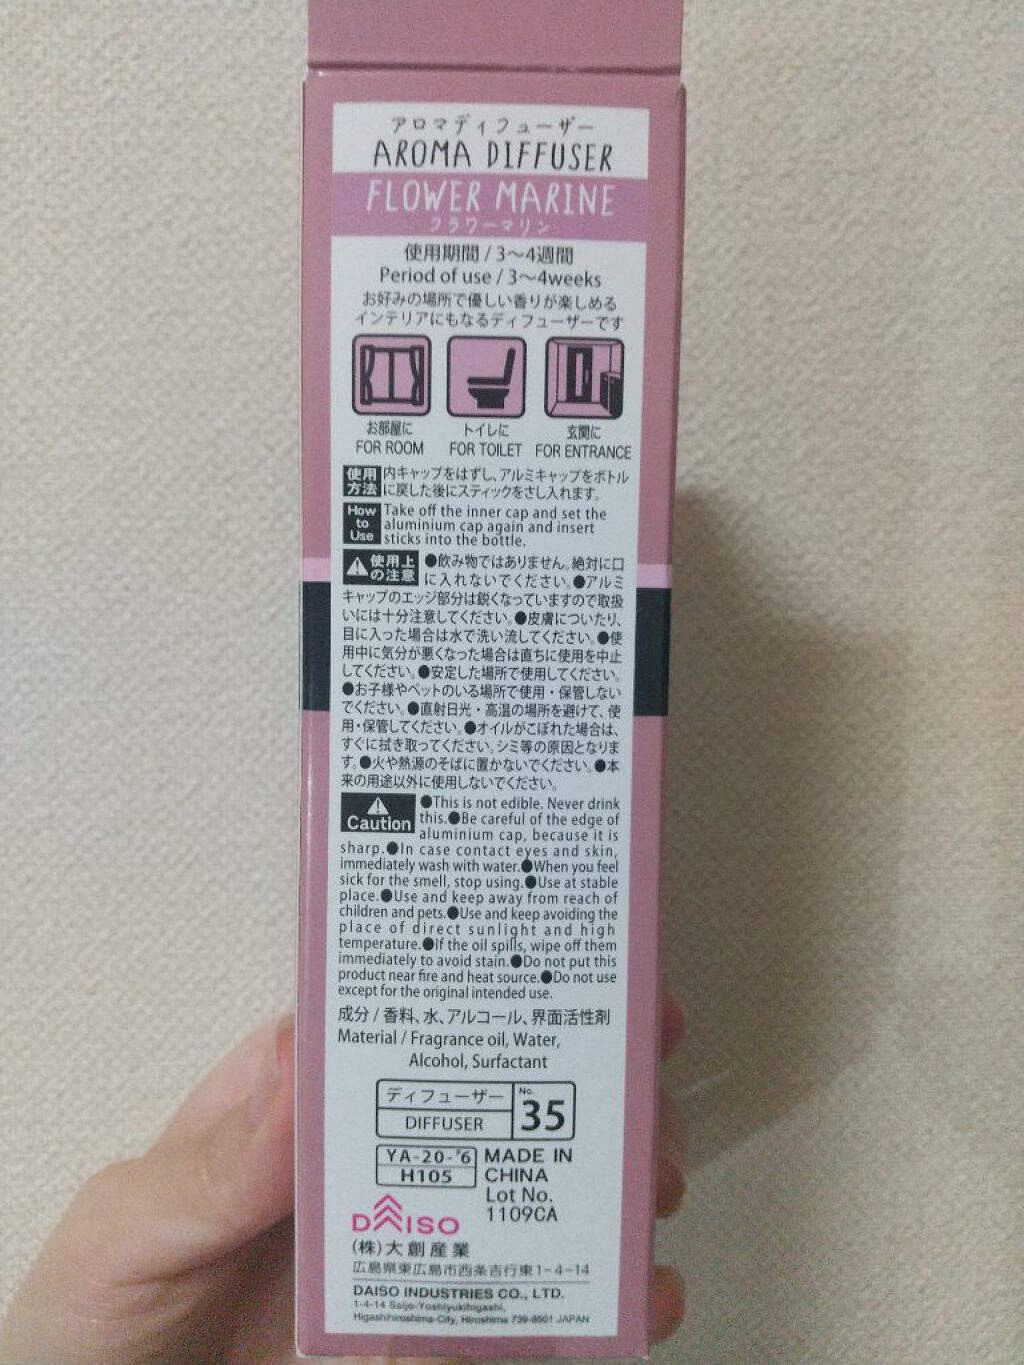 アロマディフューザー
AROMA DIFFUSER
FLOWER MARINE
フラワーマリン
使用期間 / 3〜4週間
Period of use / 3〜4weeks
お好みの場所で優しい香りが楽しめる
インテリアにもなるディフューザーです
お部屋に トイレに 玄関に
FOR ROOM FOR TOILET FOR ENTRANCE
使用方法 内キャップをはずし、アルミキャップをボトル
に戻した後にスティックをさし入れます。
How to Use Take off the inner cap and set the
aluminium cap again and insert
sticks into the bottle.
使用上の注意 ●飲み物ではありません。絶対に口
に入れないでください。●アルミ
キャップのエッジ部分は鋭くなっていますので取扱
いには十分注意してください。●皮膚についたり、
目に入った場合は水で洗い流してください。●使
用中に気分が悪くなった場合は直ちに使用を中止
してください。●安定した場所で使用してください。
●お子様やペットのいる場所で使用・保管しない
でください。●直射日光・高温の場所を避けて、使
用・保管してください。●オイルがこぼれた場合は、
すぐに拭き取ってください。シミ等の原因となりま
す。●火や熱源のそばに置かないでください。●本
来の用途以外に使用しないでください。
Caution ●This is not edible. Never drink
this.●Be careful of the edge of
aluminium cap, because it is
sharp.●In case contact eyes and skin,
immediately wash with water.●When you feel
sick for the smell, stop using.●Use at stable
place.●Use and keep away from reach of
children and pets.●Use and keep avoiding the
place of direct sunlight and high
temperature.●If the oil spills, wipe off them
immediately to avoid stain.●Do not put this
product near fire and heat source.●Do not use
except for the original intended use.
成分 / 香料、水、アルコール、界面活性剤
Material / Fragrance oil, Water,
Alcohol, Surfactant
ディフューザー
DIFFUSER
No. 35
YA-20-'6
H105
MADE IN
CHINA
Lot No.
1109CA
DAISO
(株)大創産業
広島県東広島市西条吉行東1-4-14
DAISO INDUSTRIES CO., LTD.
1-4-14 Saijo-Yoshiyukihigashi,
Higashihiroshima-City, Hiroshima 739-8501 JAPAN